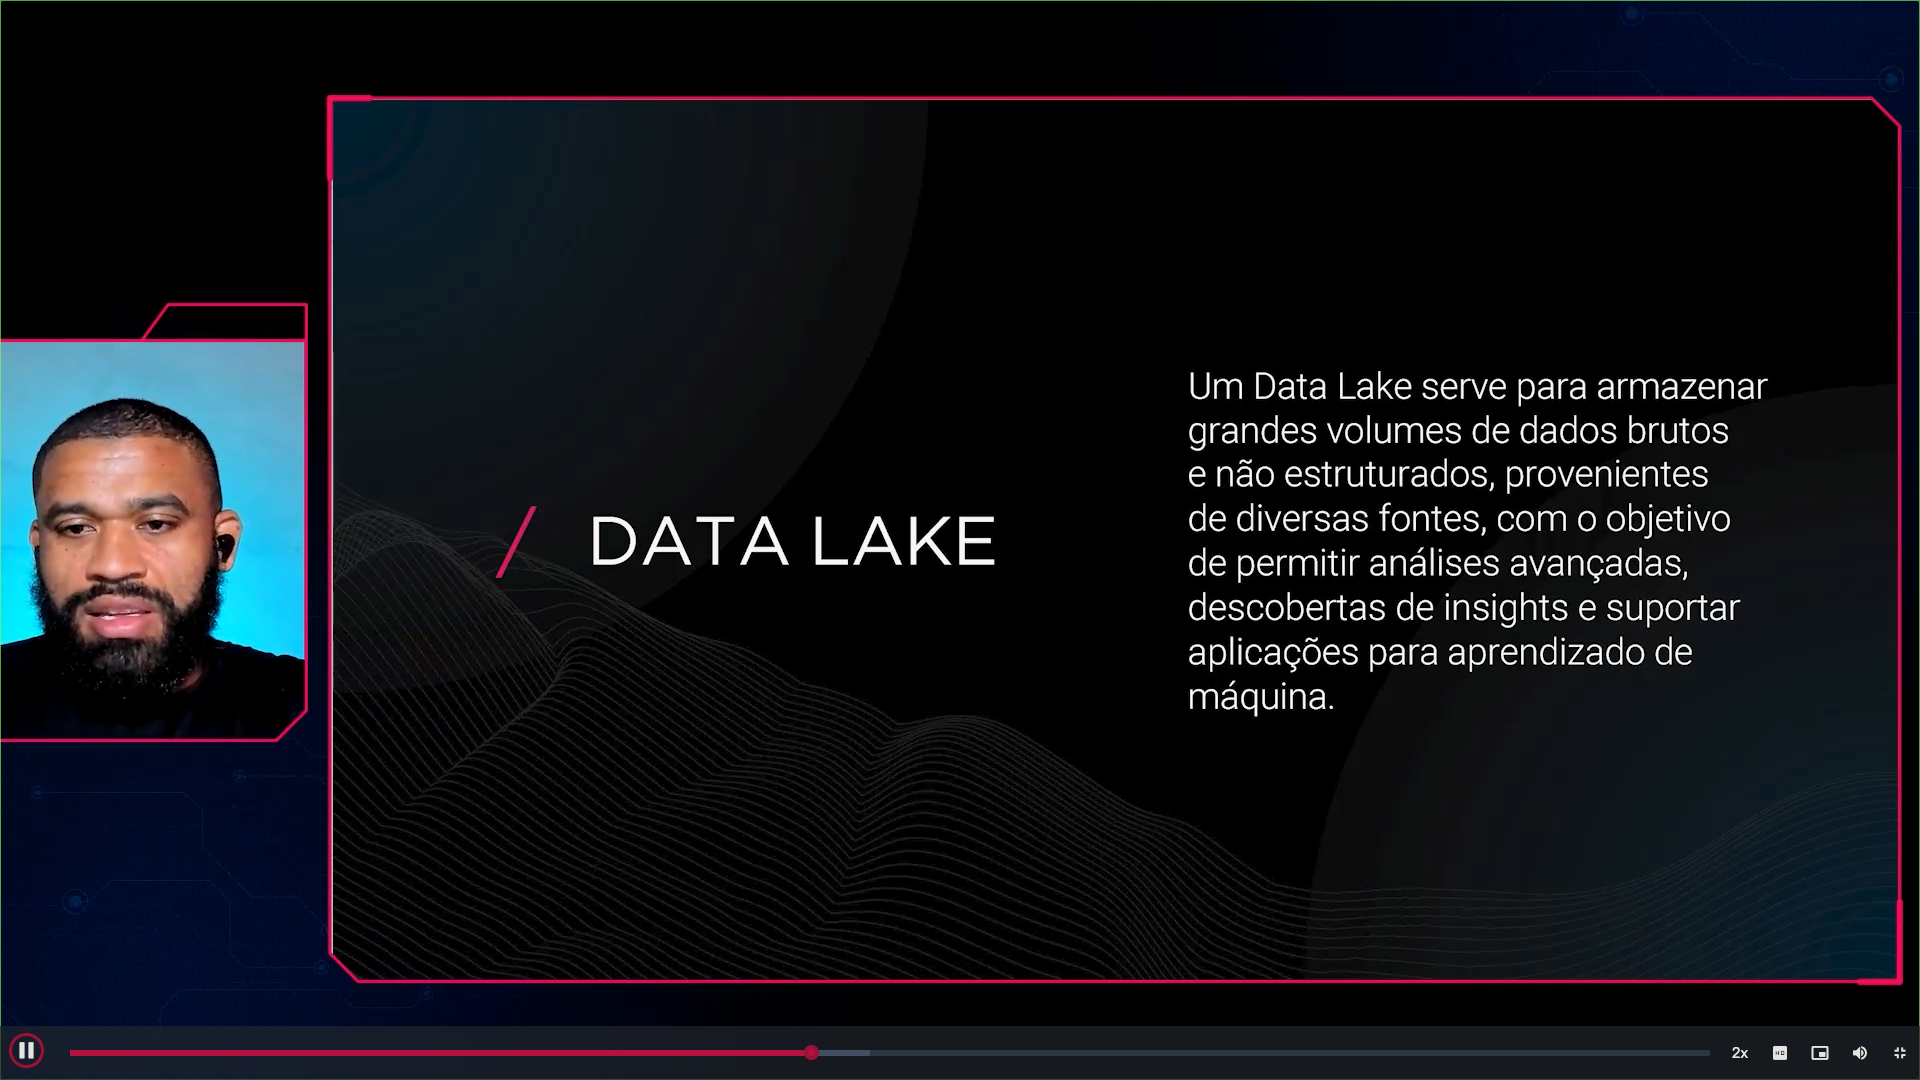 / DATA LAKE
Um Data Lake serve para armazenar
grandes volumes de dados brutos
e não estruturados, provenientes
de diversas fontes, com o objetivo
de permitir análises avançadas,
descobertas de insights e suportar
aplicações para aprendizado de
máquina.
2x
HD